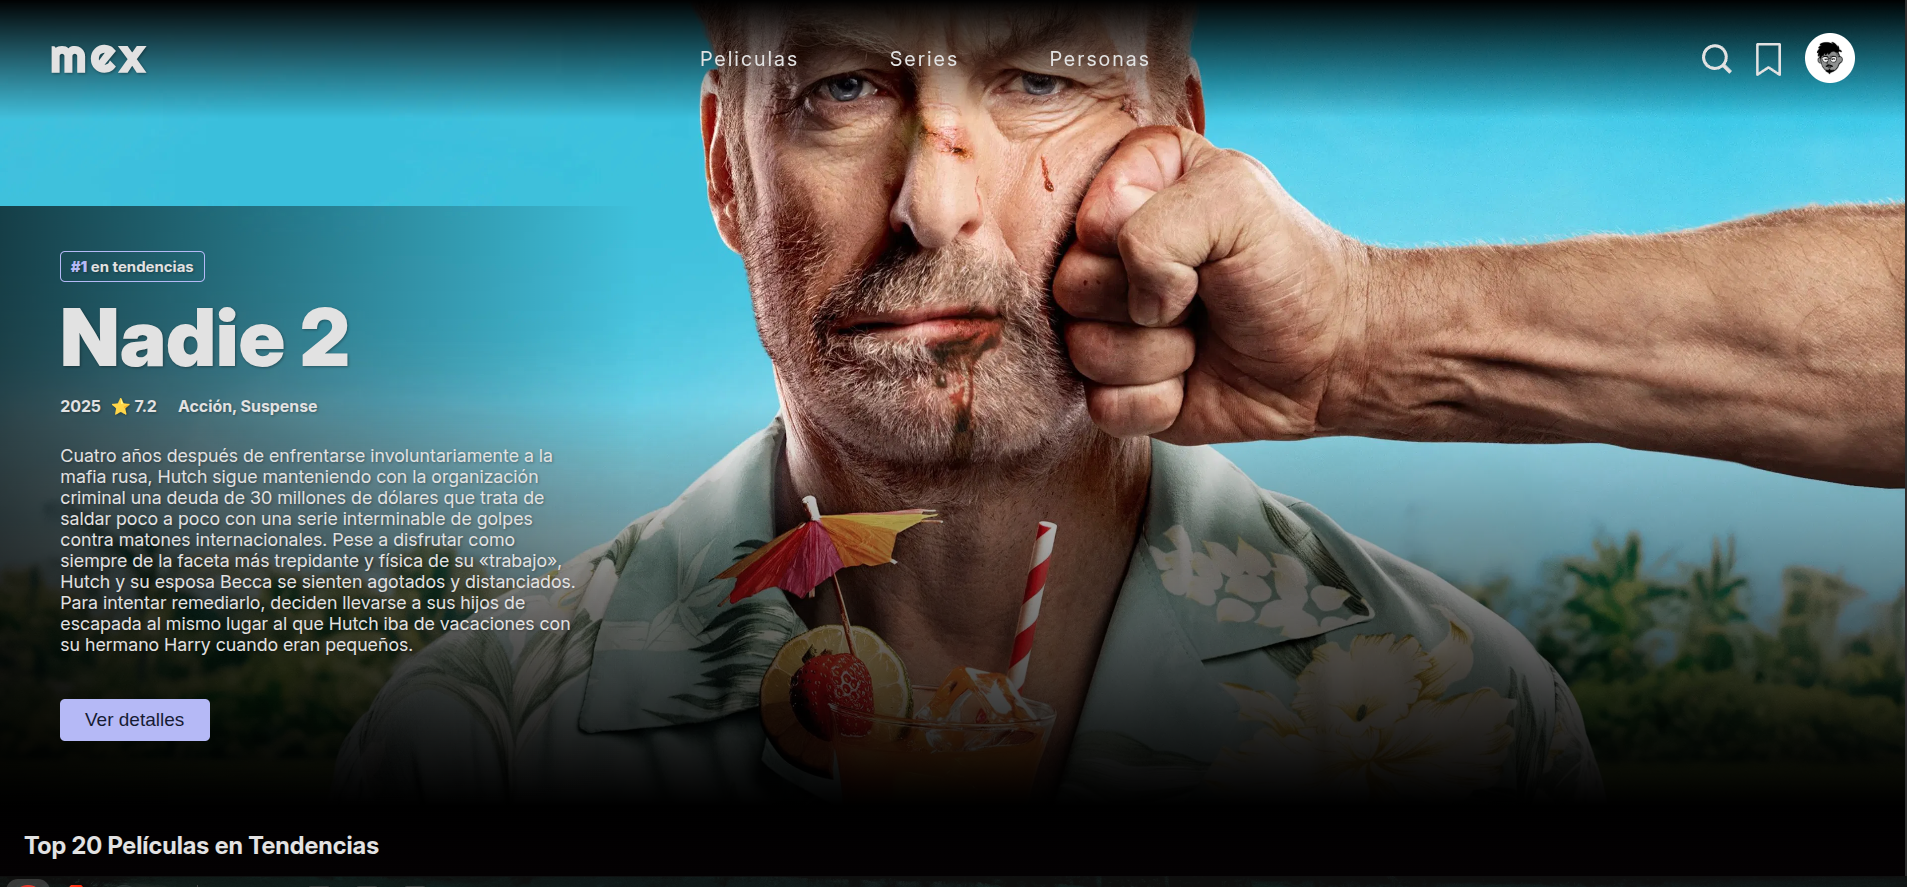 mex
Peliculas
Series
Personas
#1 en tendencias
Nadie 2
2025 ⭐ 7.2 Acción, Suspense
Cuatro años después de enfrentarse involuntariamente a la
mafia rusa, Hutch sigue manteniendo con la organización
criminal una deuda de 30 millones de dólares que trata de
saldar poco a poco con una serie interminable de golpes
contra matones internacionales. Pese a disfrutar como
siempre de la faceta más trepidante y física de su «trabajo»,
Hutch y su esposa Becca se sienten agotados y distanciados.
Para intentar remediarlo, deciden llevarse a sus hijos de
escapada al mismo lugar al que Hutch iba de vacaciones con
su hermano Harry cuando eran pequeños.
Ver detalles
Top 20 Películas en Tendencias